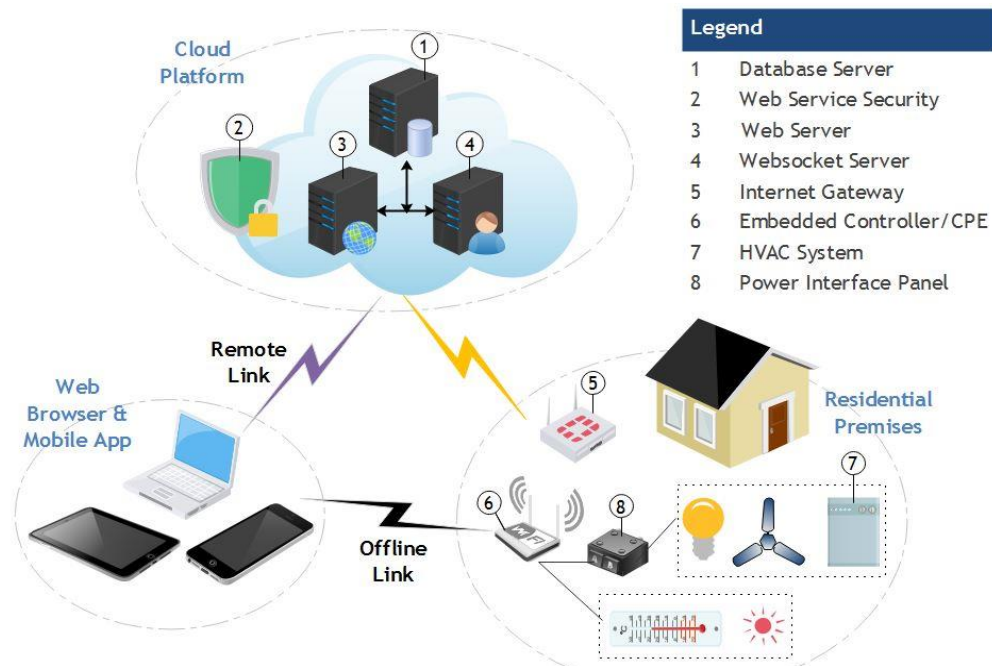 Cloud
Platform
1
2
3
4
Legend
1 Database Server
2 Web Service Security
3 Web Server
4 Websocket Server
5 Internet Gateway
6 Embedded Controller/CPE
7 HVAC System
8 Power Interface Panel
Remote
Link
Web
Browser &
Mobile App
5
Residential
Premises
7
6
8
WiFi
Offline
Link